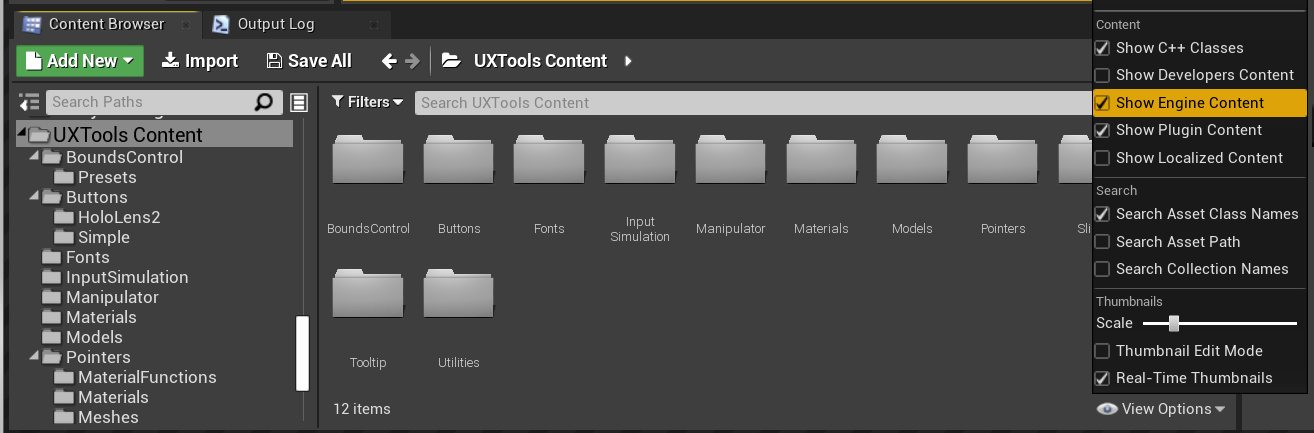 Content Browser
Output Log
Add New
Import
Save All
UXTools Content
Search Paths
UXTools Content
BoundsControl
Presets
Buttons
HoloLens2
Simple
Fonts
InputSimulation
Manipulator
Materials
Models
Pointers
MaterialFunctions
Materials
Meshes
Filters
Search UXTools Content
BoundsControl
Buttons
Fonts
Input
Simulation
Manipulator
Materials
Models
Pointers
Tooltip
Utilities
12 items
Content
Show C++ Classes
Show Developers Content
Show Engine Content
Show Plugin Content
Show Localized Content
Search
Search Asset Class Names
Search Asset Path
Search Collection Names
Thumbnails
Scale
Thumbnail Edit Mode
Real-Time Thumbnails
View Options